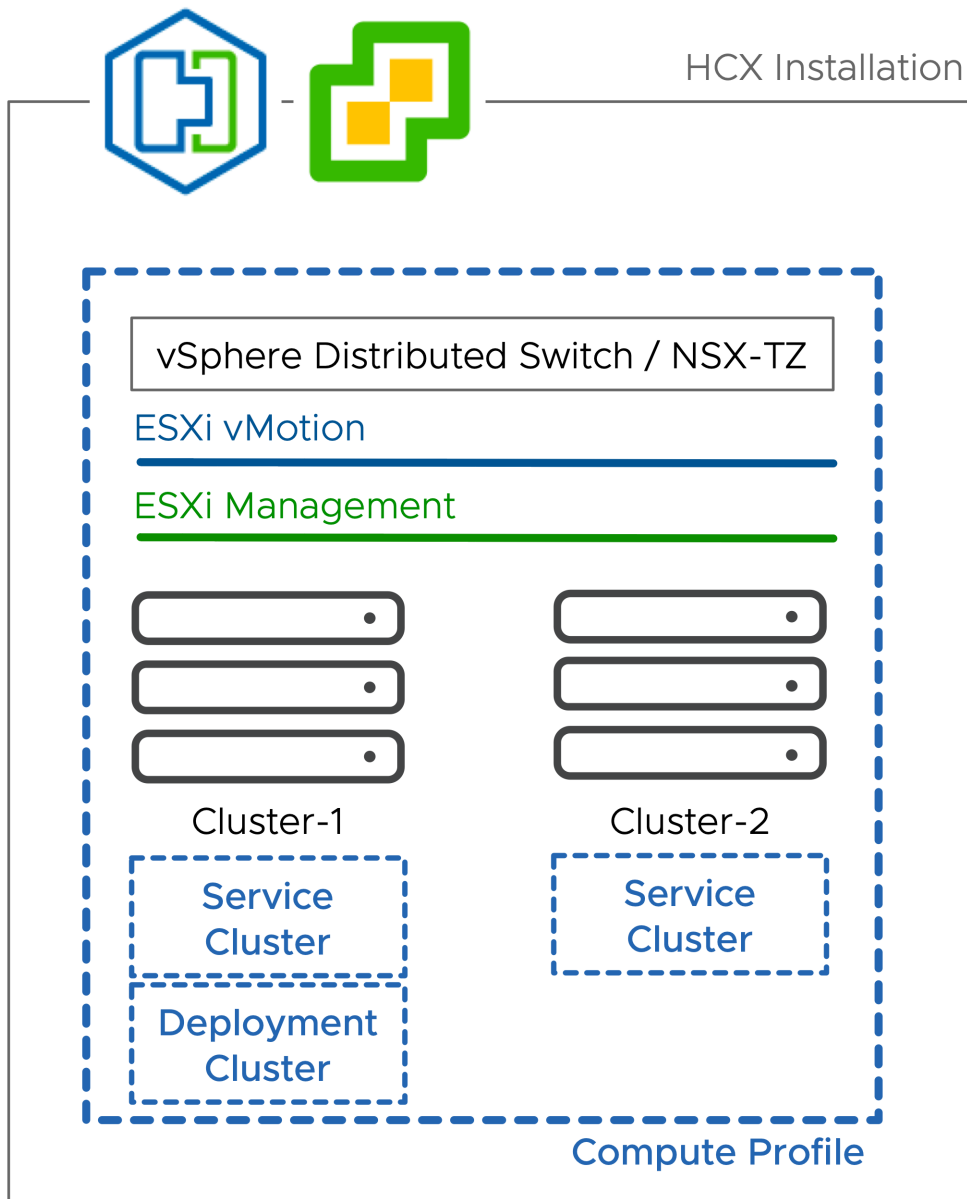 HCX Installation
vSphere Distributed Switch / NSX-TZ
ESXi vMotion
ESXi Management
Cluster-1
Cluster-2
Service
Cluster
Service
Cluster
Deployment
Cluster
Compute Profile